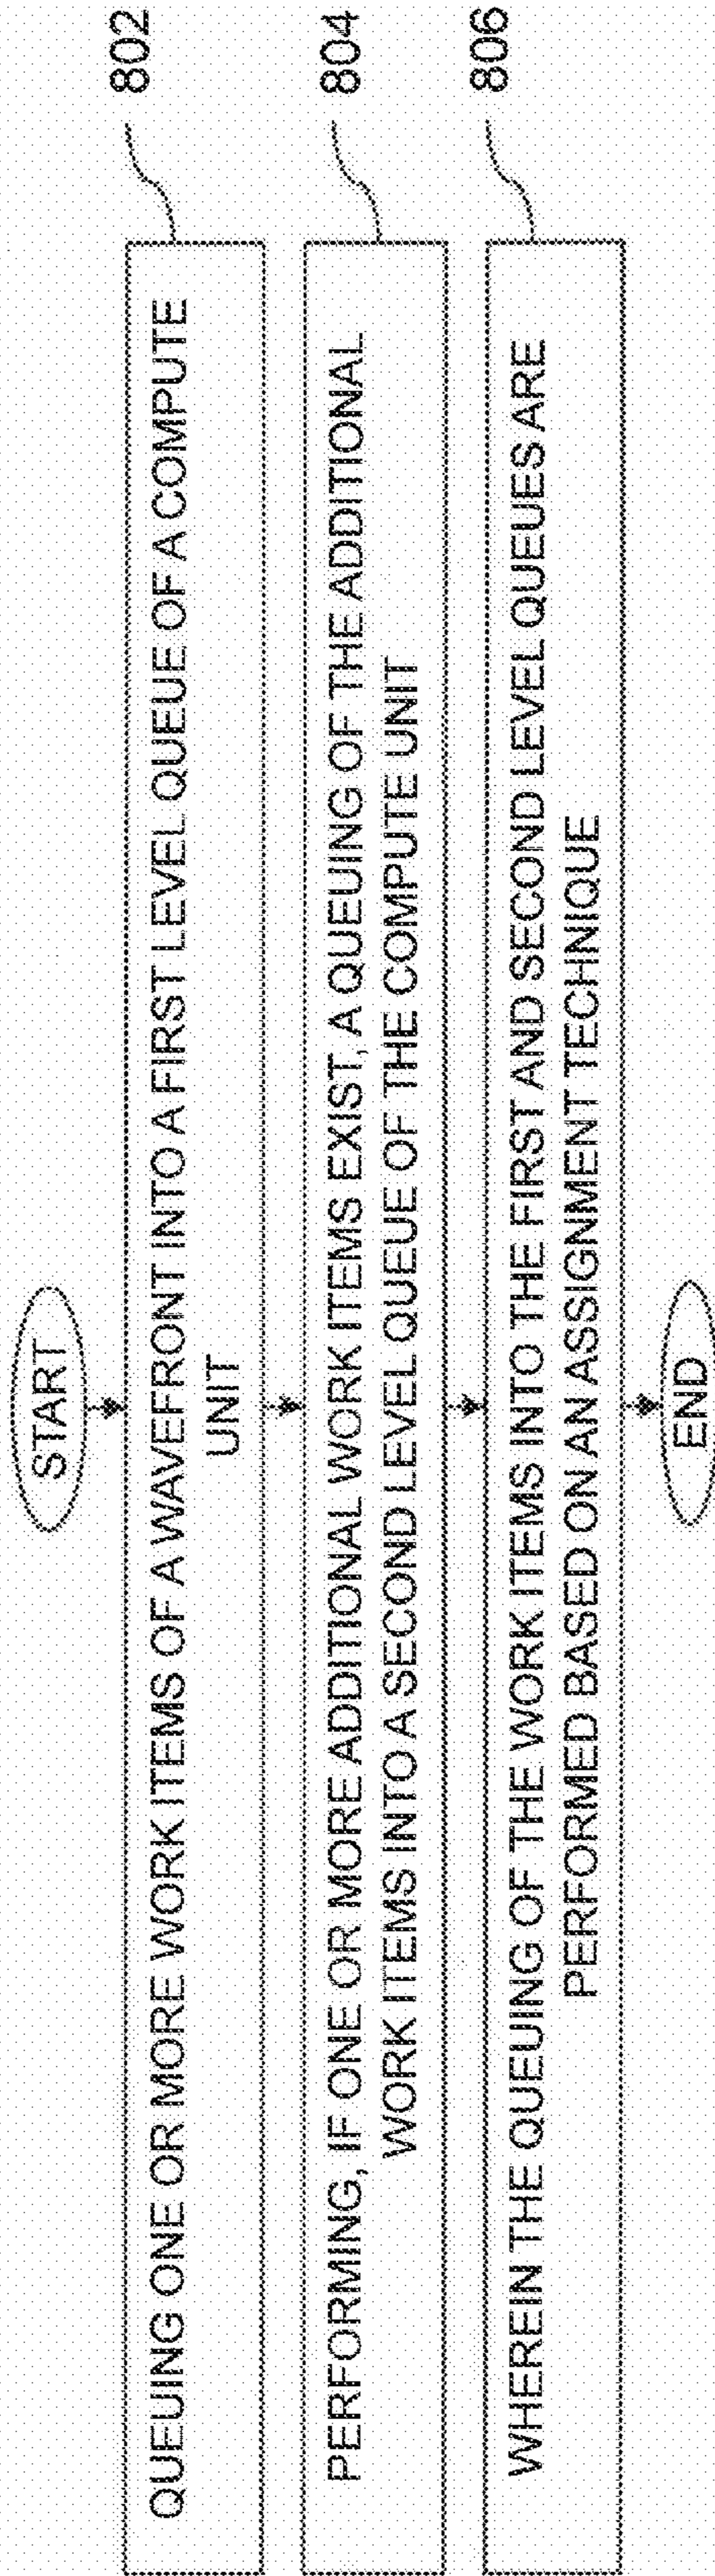 START
QUEUING ONE OR MORE WORK ITEMS OF A WAVEFRONT INTO A FIRST LEVEL QUEUE OF A COMPUTE
UNIT
802
PERFORMING, IF ONE OR MORE ADDITIONAL WORK ITEMS EXIST, A QUEUING OF THE ADDITIONAL
WORK ITEMS INTO A SECOND LEVEL QUEUE OF THE COMPUTE UNIT
804
WHEREIN THE QUEUING OF THE WORK ITEMS INTO THE FIRST AND SECOND LEVEL QUEUES ARE
PERFORMED BASED ON AN ASSIGNMENT TECHNIQUE
806
END